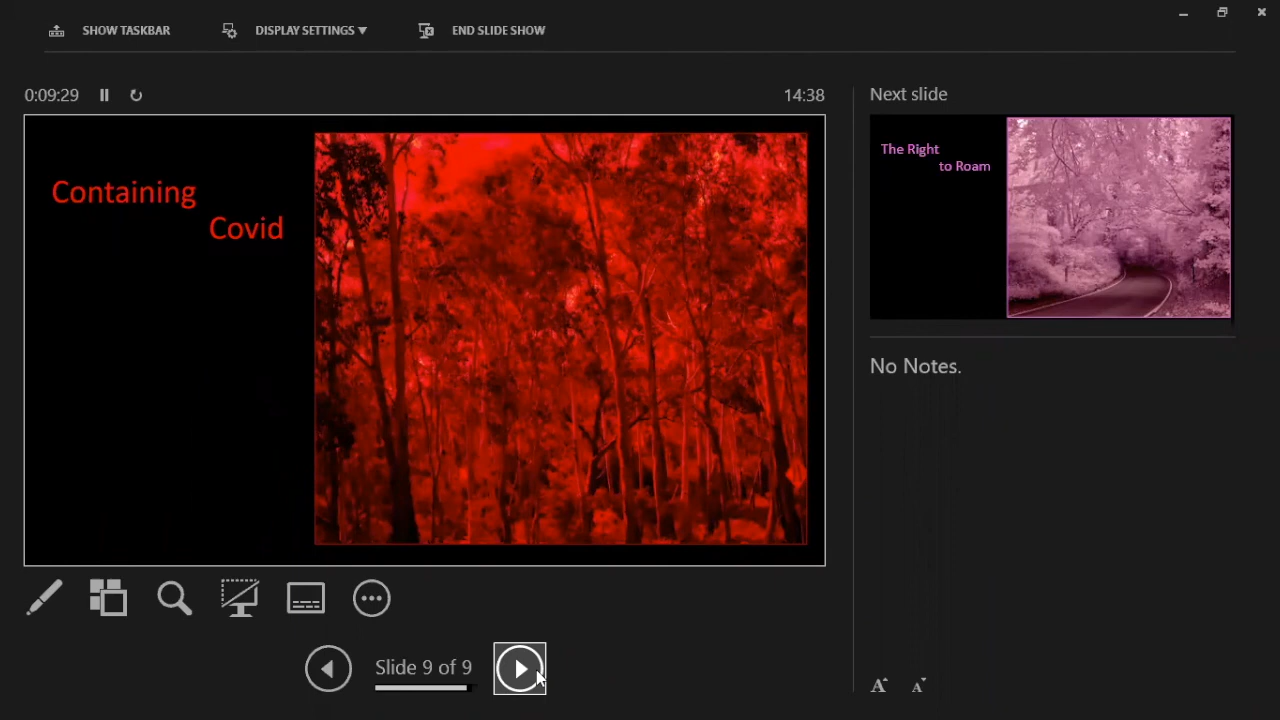 SHOW TASKBAR
DISPLAY SETTINGS
END SLIDE SHOW
0:09:29
14:38
Containing
Covid
Slide 9 of 9
Next slide
The Right
to Roam
No Notes.
A
A